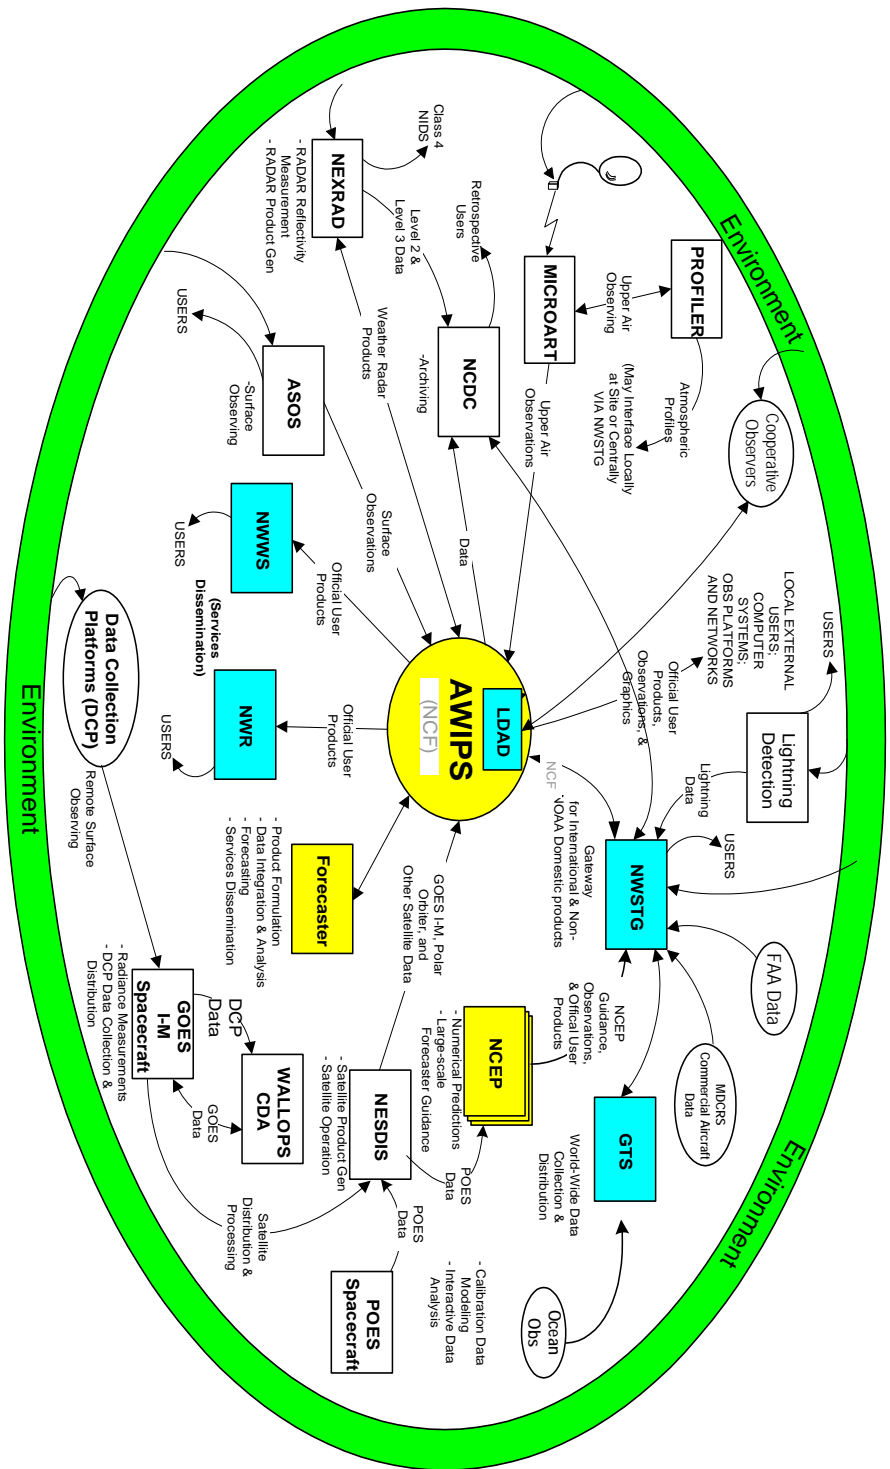 Environment
Environment
Environment
PROFILER
Upper Air
Observing
MICROART
Atmospheric
Profiles
(May Interface Locally
at Site or Centrally
VIA NWSTG
Upper Air
Observations
Cooperative
Observers
Class 4
NIDS
NEXRAD
- RADAR Reflectivity
Measurement
- RADAR Product Gen
Level 2 &
Level 3 Data
Retrospective
Users
NCDC
-Archiving
Data
Weather Radar
Products
USERS
ASOS
-Surface
Observing
Surface
Observations
NWWS
USERS
Official User
Products
(Services
Dissemination)
NWR
USERS
Official User
Products
LOCAL EXTERNAL
USERS;
COMPUTER
SYSTEMS;
OBS PLATFORMS
AND NETWORKS
Official User
Products,
Observations, &
Graphics
LDAD
AWIPS
(NCF)
NCF
USERS
Lightning
Detection
Lightning
Data
USERS
NWSTG
Gateway
for International & Non-
NOAA Domestic products
FAA Data
MDCRS
Commercial Aircraft
Data
NCEP
Guidance,
Observations,
& Offical User
Products
GTS
World-Wide Data
Collection &
Distribution
Ocean
Obs
Forecaster
- Product Formulation
- Data Integration & Analysis
- Forecasting
- Services Dissemination
GOES I-M, Polar
Orbiter, and
Other Satellite Data
NCEP
- Numerical Predictions
- Large-scale
Forecaster Guidance
NESDIS
- Satellite Product Gen
- Satellite Operation
POES
Data
POES
Data
- Calibration Data
Modeling
- Interactive Data
Analysis
POES
Spacecraft
Data Collection
Platforms (DCP)
Remote Surface
Observing
GOES
I-M
Spacecraft
- Radiance Measurements
- DCP Data Collection &
Distribution
DCP
Data
WALLOPS
CDA
GOES
Data
Satellite
Distribution &
Processing